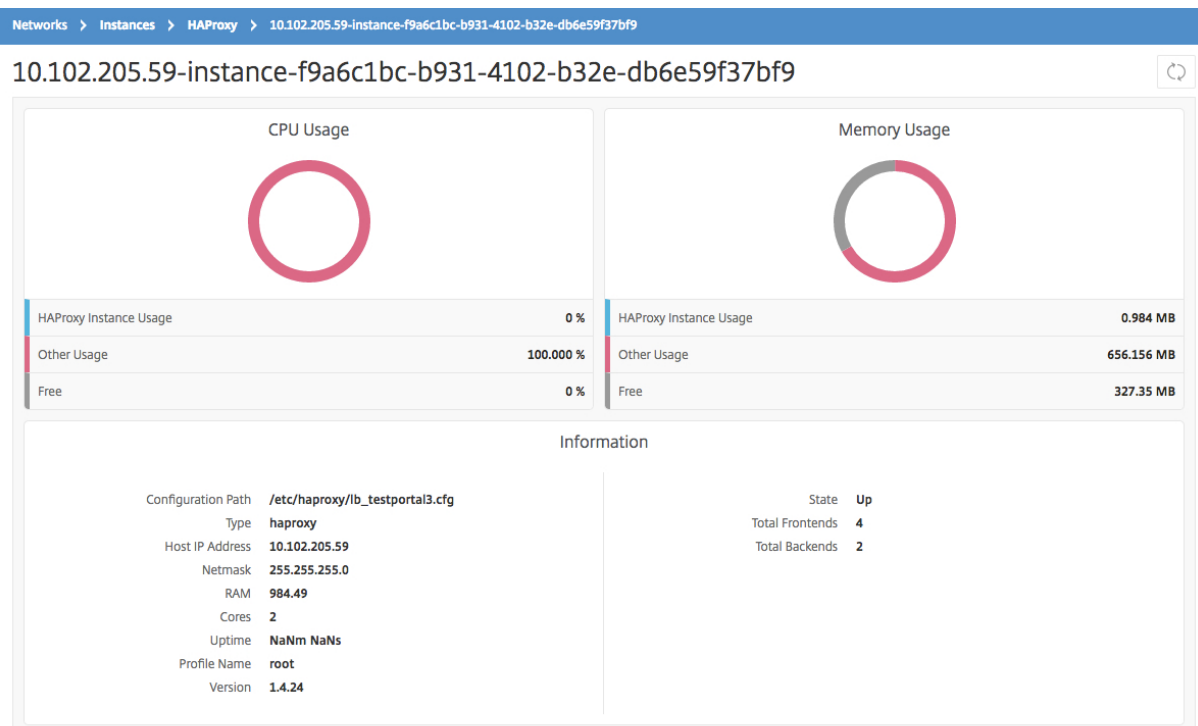 Networks > Instances > HAProxy > 10.102.205.59-instance-f9a6c1bc-b931-4102-b32e-db6e59f37bf9
10.102.205.59-instance-f9a6c1bc-b931-4102-b32e-db6e59f37bf9
CPU Usage
HAProxy Instance Usage 0 %
Other Usage 100.000 %
Free 0 %
Memory Usage
HAProxy Instance Usage 0.984 MB
Other Usage 656.156 MB
Free 327.35 MB
Information
Configuration Path /etc/haproxy/lb_testportal3.cfg
Type haproxy
Host IP Address 10.102.205.59
Netmask 255.255.255.0
RAM 984.49
Cores 2
Uptime NaNm NaNs
Profile Name root
Version 1.4.24
State Up
Total Frontends 4
Total Backends 2